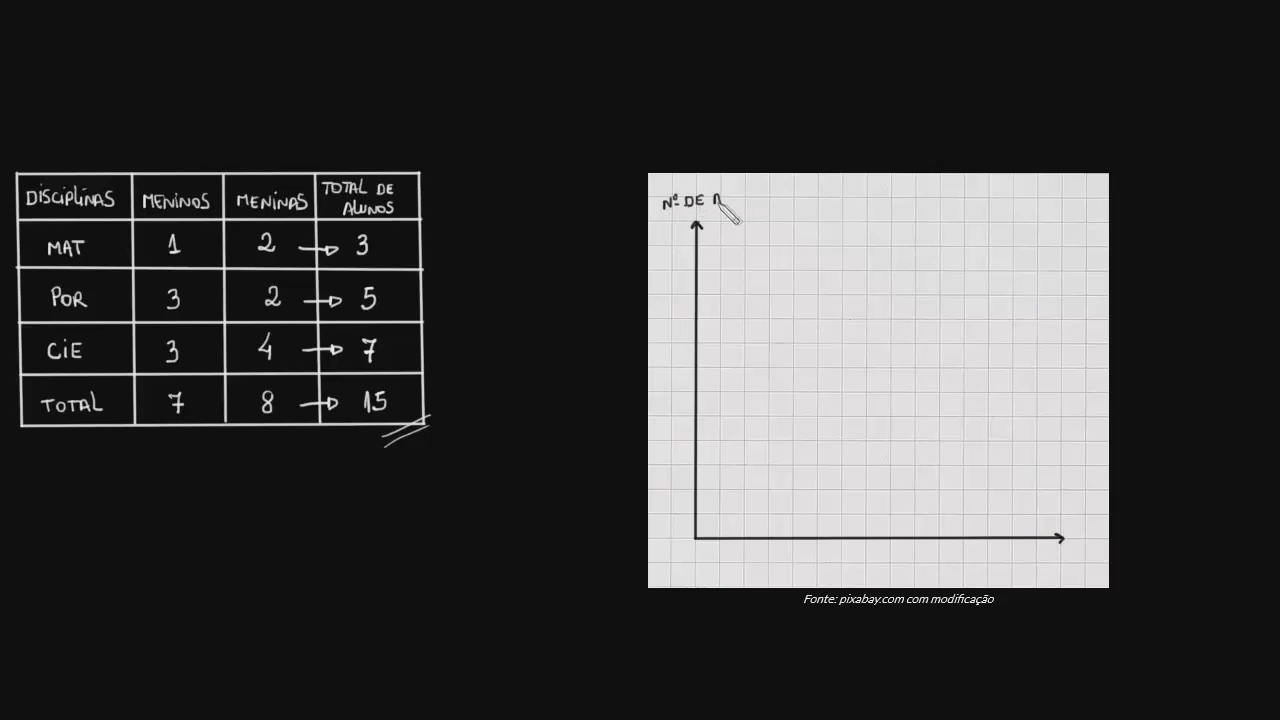 DISCIPLINAS MENINOS MENINAS TOTAL DE ALUNOS
MAT 1 2 3
POR 3 2 5
CIE 3 4 7
TOTAL 7 8 15
Nº DE
Fonte: pixabay.com com modificação